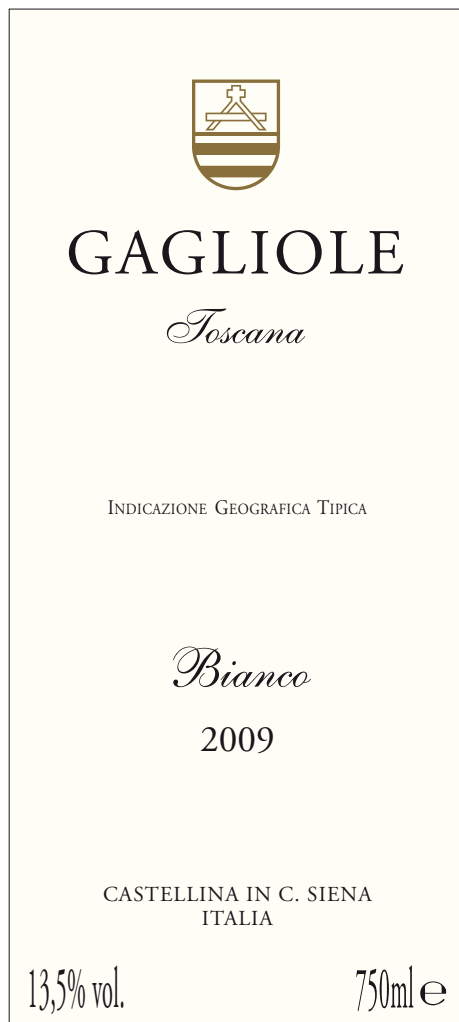 GAGLIOLE
Toscana
INDICAZIONE GEOGRAFICA TIPICA
Bianco
2009
CASTELLINA IN C. SIENA
ITALIA
13,5% vol. 750ml ℮